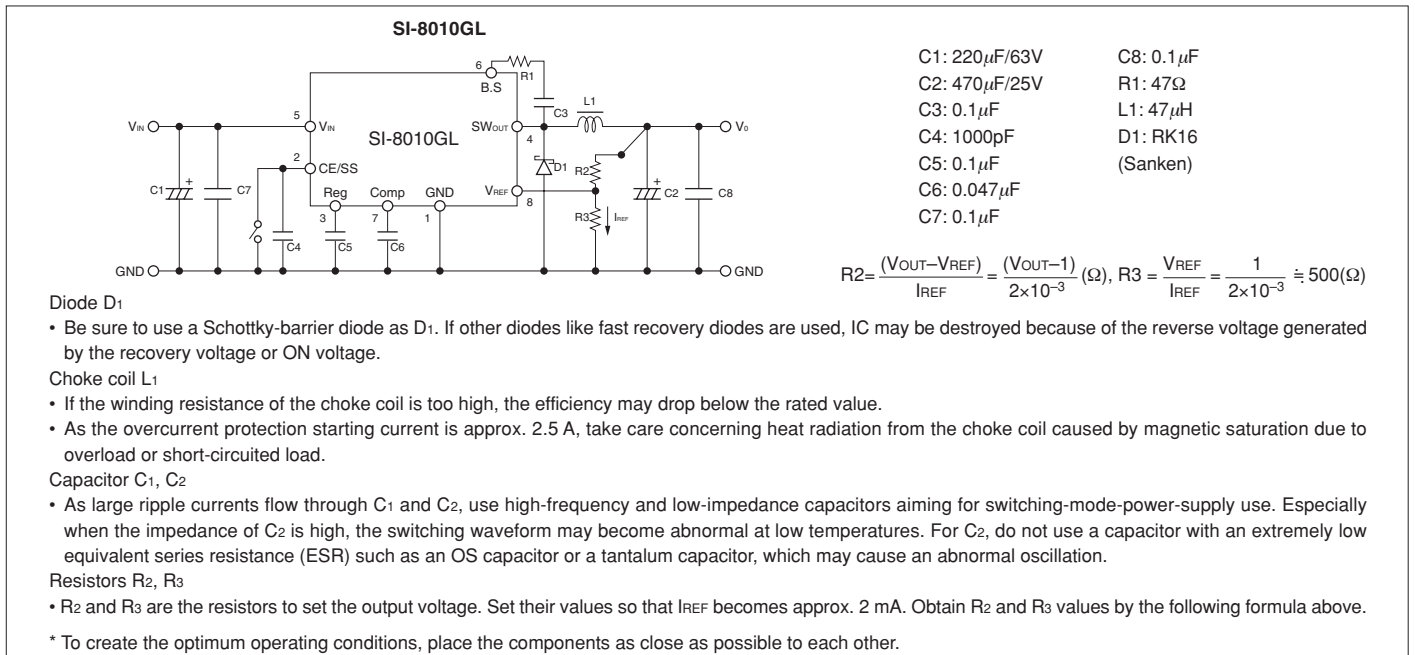 SI-8010GL
6
B.S
R1
C3
L1
VIN
5
VIN
SI-8010GL
SWOUT
4
V0
2
CE/SS
D1
R2
C1
+
C7
Reg
Comp
GND
VREF
8
+
C2
C8
3
7
1
R3
IREF
C4
C5
C6
GND
GND
C1: 220µF/63V
C2: 470µF/25V
C3: 0.1µF
C4: 1000pF
C5: 0.1µF
C6: 0.047µF
C7: 0.1µF
C8: 0.1µF
R1: 47Ω
L1: 47µH
D1: RK16
(Sanken)
R2= (VOUT–VREF) / IREF = (VOUT–1) / 2×10–3 (Ω), R3 = VREF / IREF = 1 / 2×10–3 ≒ 500(Ω)
Diode D1
• Be sure to use a Schottky-barrier diode as D1. If other diodes like fast recovery diodes are used, IC may be destroyed because of the reverse voltage generated
by the recovery voltage or ON voltage.
Choke coil L1
• If the winding resistance of the choke coil is too high, the efficiency may drop below the rated value.
• As the overcurrent protection starting current is approx. 2.5 A, take care concerning heat radiation from the choke coil caused by magnetic saturation due to
overload or short-circuited load.
Capacitor C1, C2
• As large ripple currents flow through C1 and C2, use high-frequency and low-impedance capacitors aiming for switching-mode-power-supply use. Especially
when the impedance of C2 is high, the switching waveform may become abnormal at low temperatures. For C2, do not use a capacitor with an extremely low
equivalent series resistance (ESR) such as an OS capacitor or a tantalum capacitor, which may cause an abnormal oscillation.
Resistors R2, R3
• R2 and R3 are the resistors to set the output voltage. Set their values so that IREF becomes approx. 2 mA. Obtain R2 and R3 values by the following formula above.
* To create the optimum operating conditions, place the components as close as possible to each other.